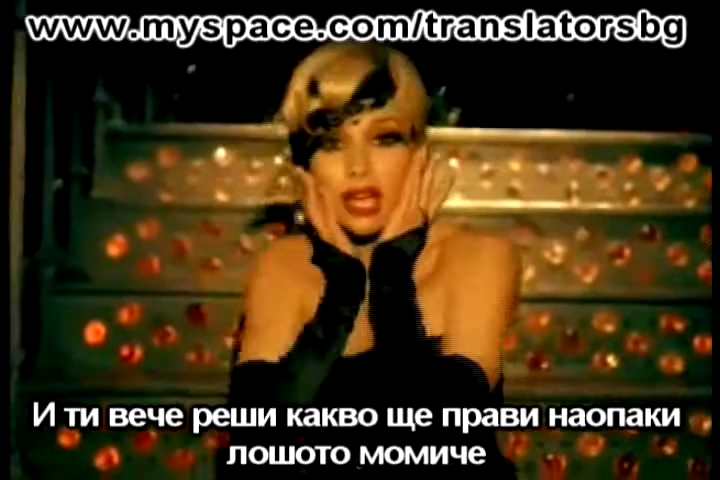 www.myspace.com/translatorsbg
И ти вече реши какво ще прави наопаки
лошото момиче